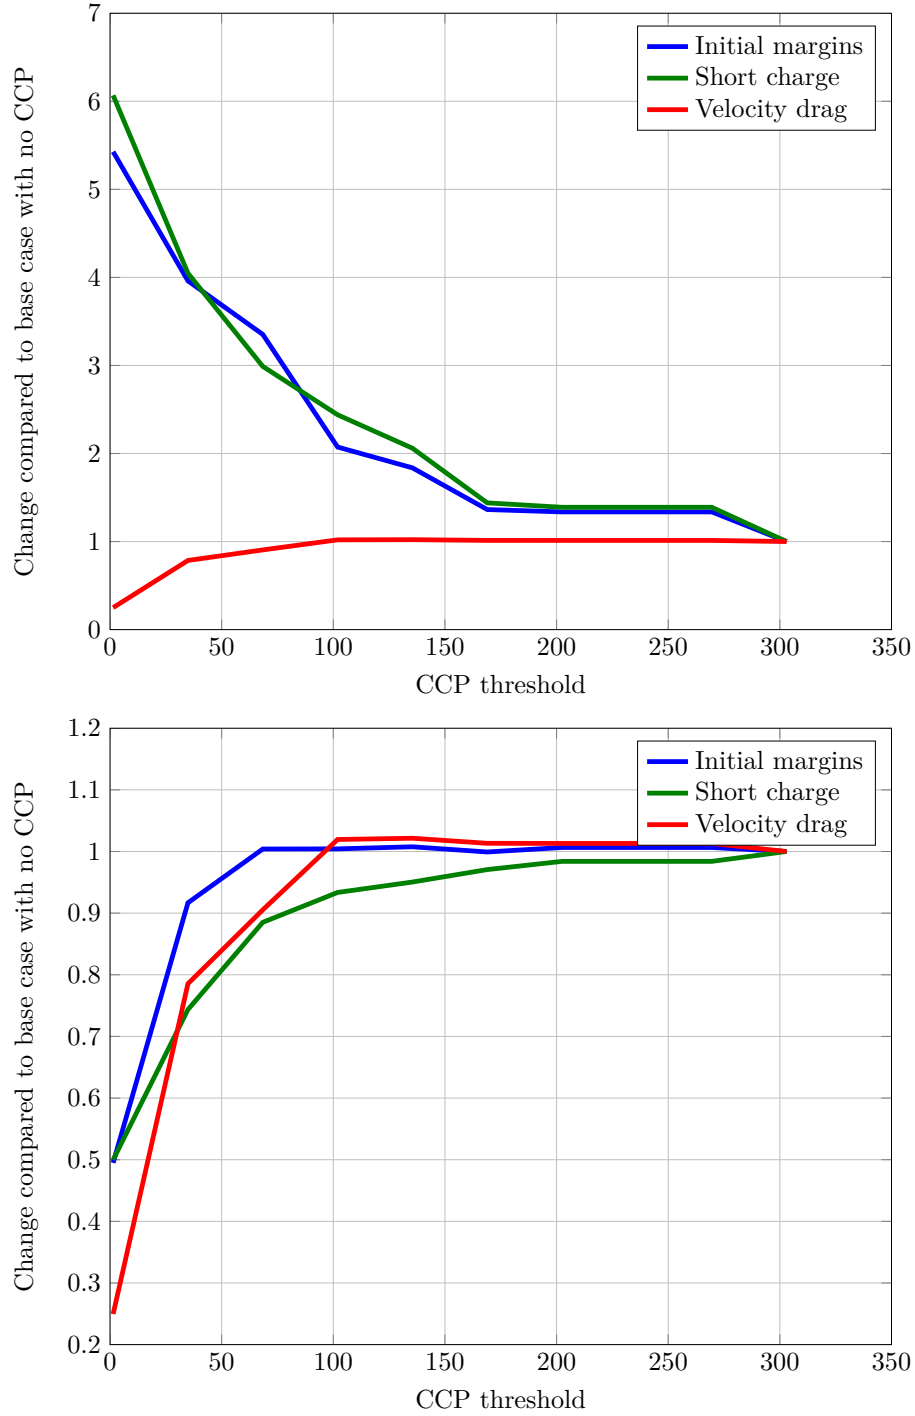 7
6
5
4
3
2
1
0
Change compared to base case with no CCP
Initial margins
Short charge
Velocity drag
0 50 100 150 200 250 300 350
CCP threshold
1.2
1.1
1
0.9
0.8
0.7
0.6
0.5
0.4
0.3
0.2
Change compared to base case with no CCP
Initial margins
Short charge
Velocity drag
0 50 100 150 200 250 300 350
CCP threshold